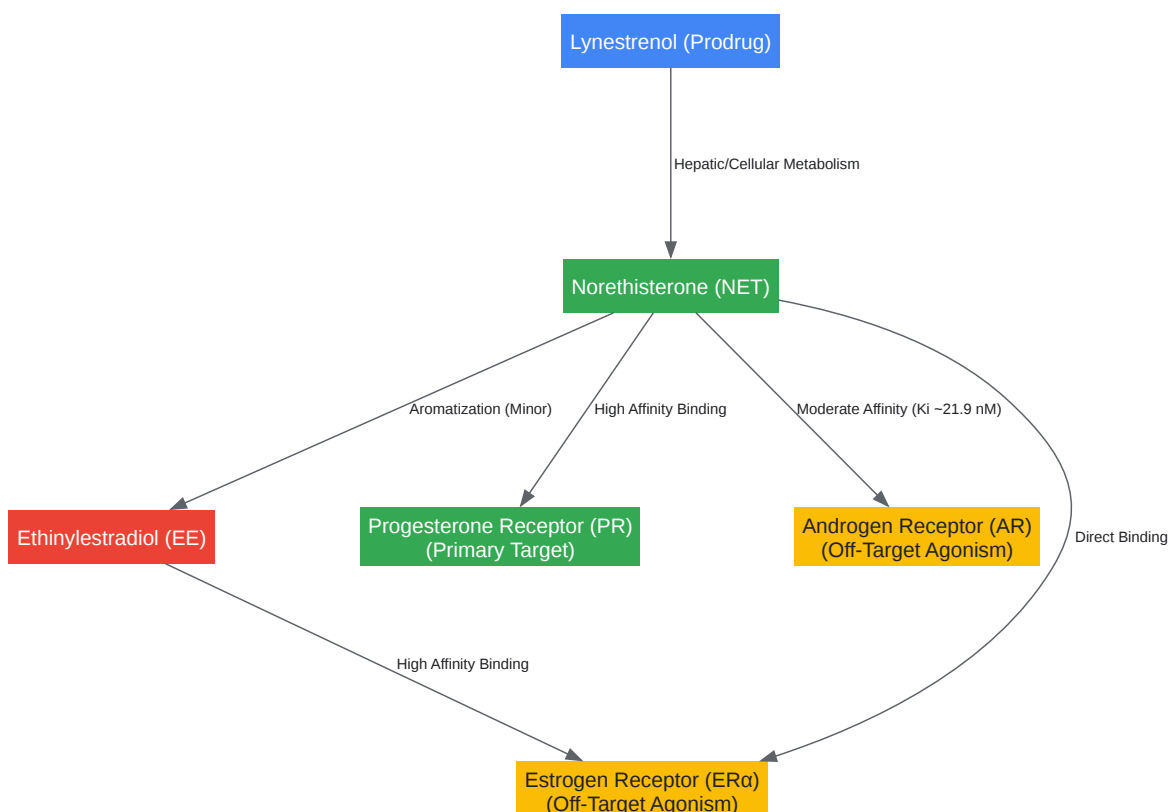 Lynestrenol (Prodrug)
Hepatic/Cellular Metabolism
Norethisterone (NET)
Aromatization (Minor)
High Affinity Binding
Moderate Affinity (Ki ~21.9 nM)
Ethinylestradiol (EE)
Progesterone Receptor (PR)
(Primary Target)
Androgen Receptor (AR)
(Off-Target Agonism)
Direct Binding
High Affinity Binding
Estrogen Receptor (ERα)
(Off-Target Agonism)